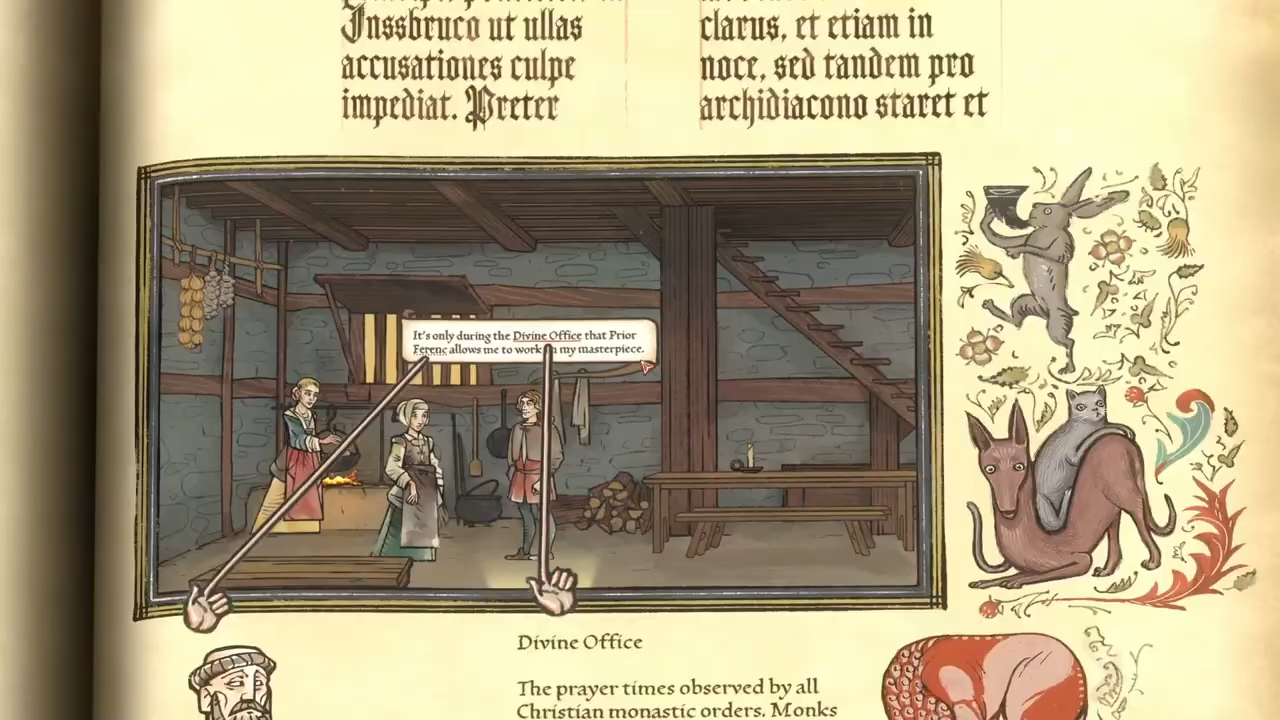 Inssbruco ut ullas
accusationes culpe
impediat. Preter
clarus, et etiam in
noce, sed tandem pro
archidiacono staret et
It's only during the Divine Office that Prior
Ferenc allows me to work on my masterpiece.
Divine Office
The prayer times observed by all
Christian monastic orders. Monks